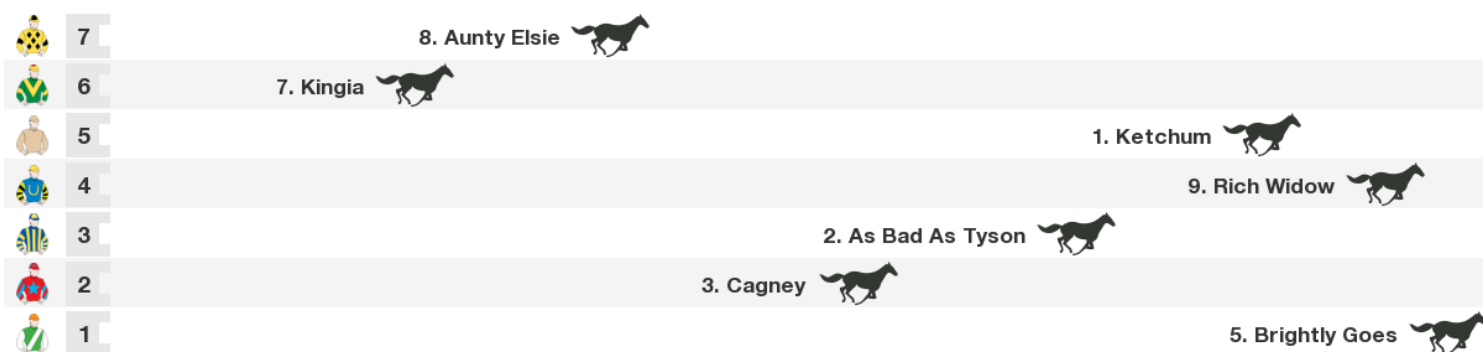 7 8. Aunty Elsie
6 7. Kingia
5 1. Ketchum
4 9. Rich Widow
3 2. As Bad As Tyson
2 3. Cagney
1 5. Brightly Goes